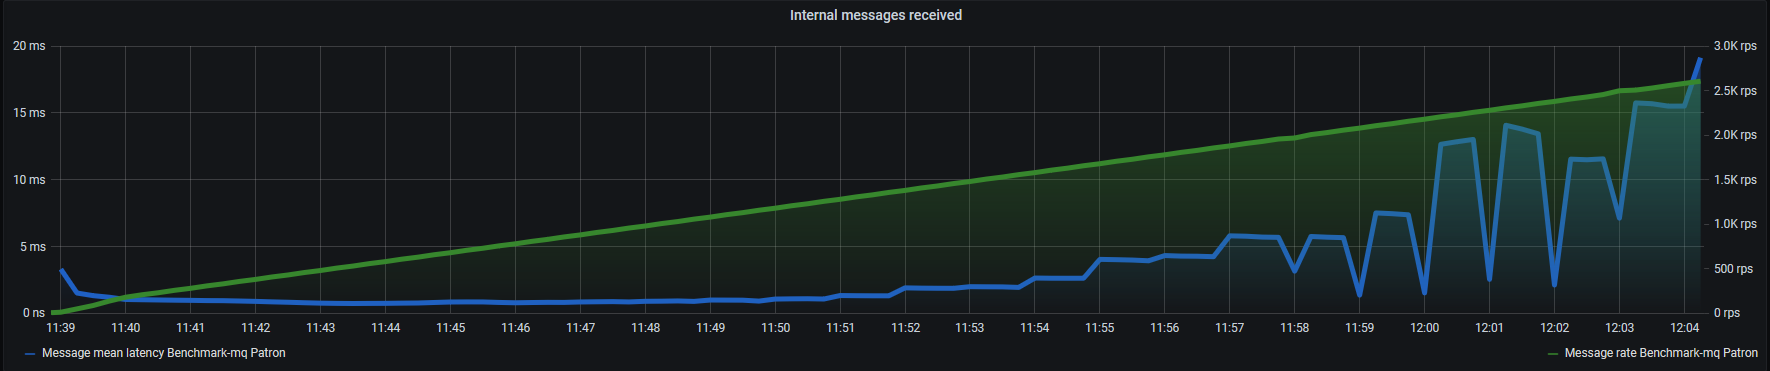 Internal messages received
20 ms
15 ms
10 ms
5 ms
0 ns
3.0K rps
2.5K rps
2.0K rps
1.5K rps
1.0K rps
500 rps
0 rps
11:39 11:40 11:41 11:42 11:43 11:44 11:45 11:46 11:47 11:48 11:49 11:50 11:51 11:52 11:53 11:54 11:55 11:56 11:57 11:58 11:59 12:00 12:01 12:02 12:03 12:04
Message mean latency Benchmark-mq Patron
Message rate Benchmark-mq Patron